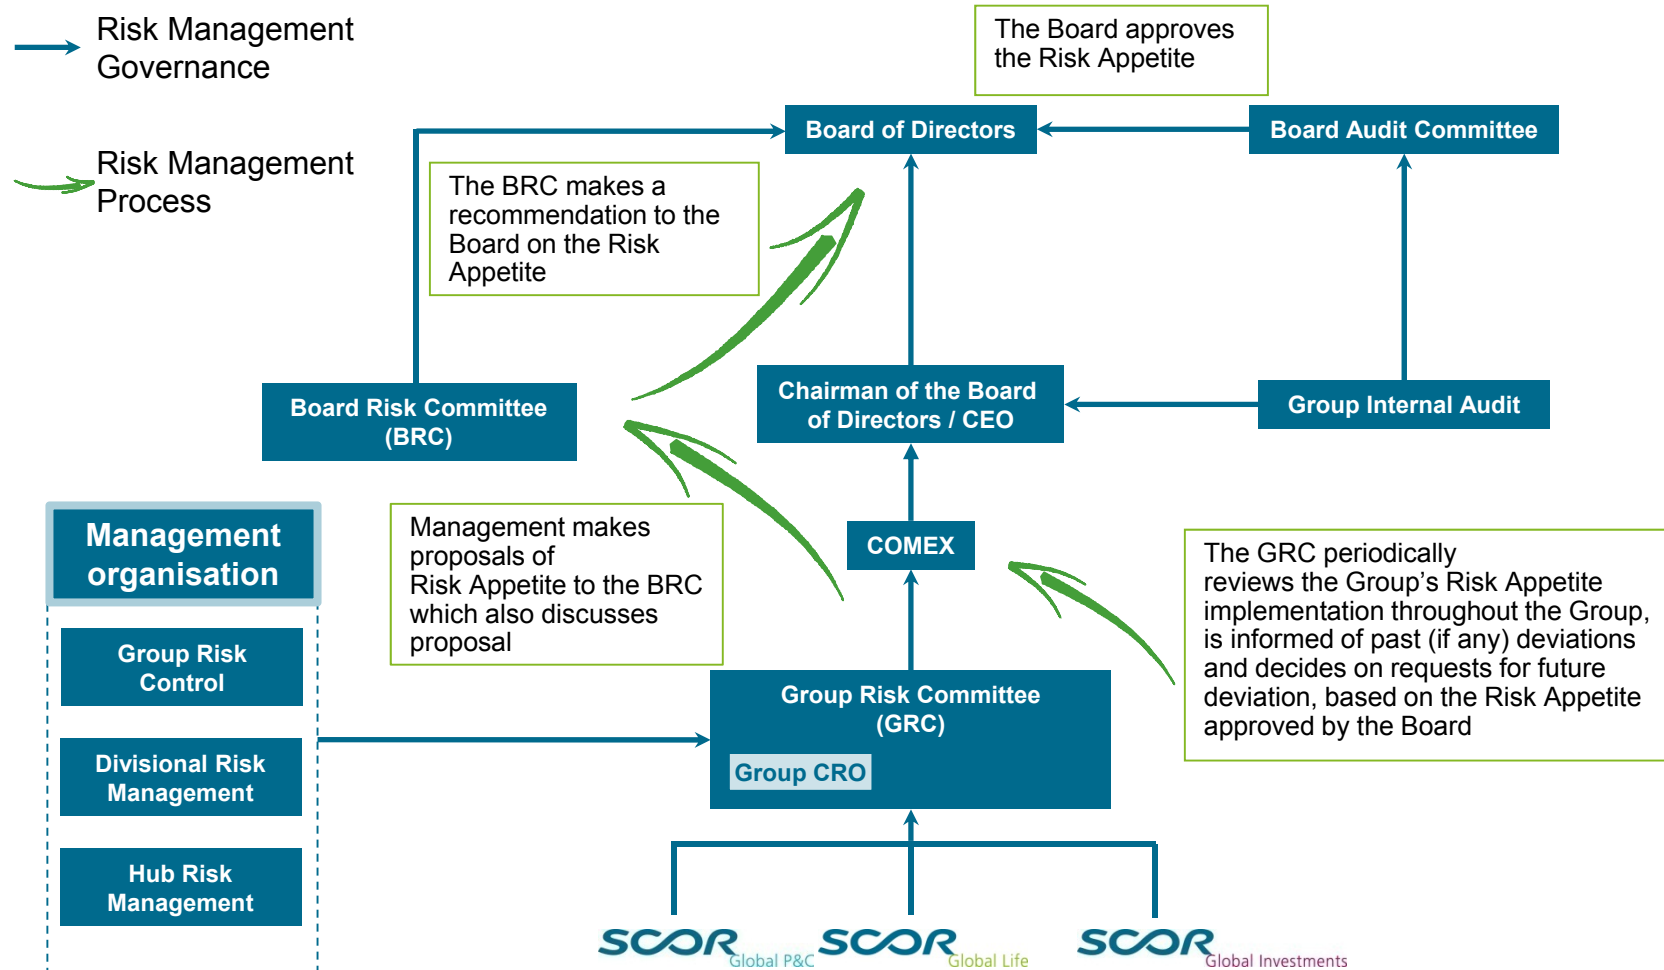 Risk Management
Governance
Risk Management
Process
The Board approves
the Risk Appetite
Board of Directors
Board Audit Committee
The BRC makes a
recommendation to the
Board on the Risk
Appetite
Board Risk Committee
(BRC)
Chairman of the Board
of Directors / CEO
Group Internal Audit
Management
organisation
Group Risk
Control
Divisional Risk
Management
Hub Risk
Management
Management makes
proposals of
Risk Appetite to the BRC
which also discusses
proposal
COMEX
The GRC periodically
reviews the Group’s Risk Appetite
implementation throughout the Group,
is informed of past (if any) deviations
and decides on requests for future
deviation, based on the Risk Appetite
approved by the Board
Group Risk Committee
(GRC)
Group CRO
SCOR
Global P&C
SCOR
Global Life
SCOR
Global Investments